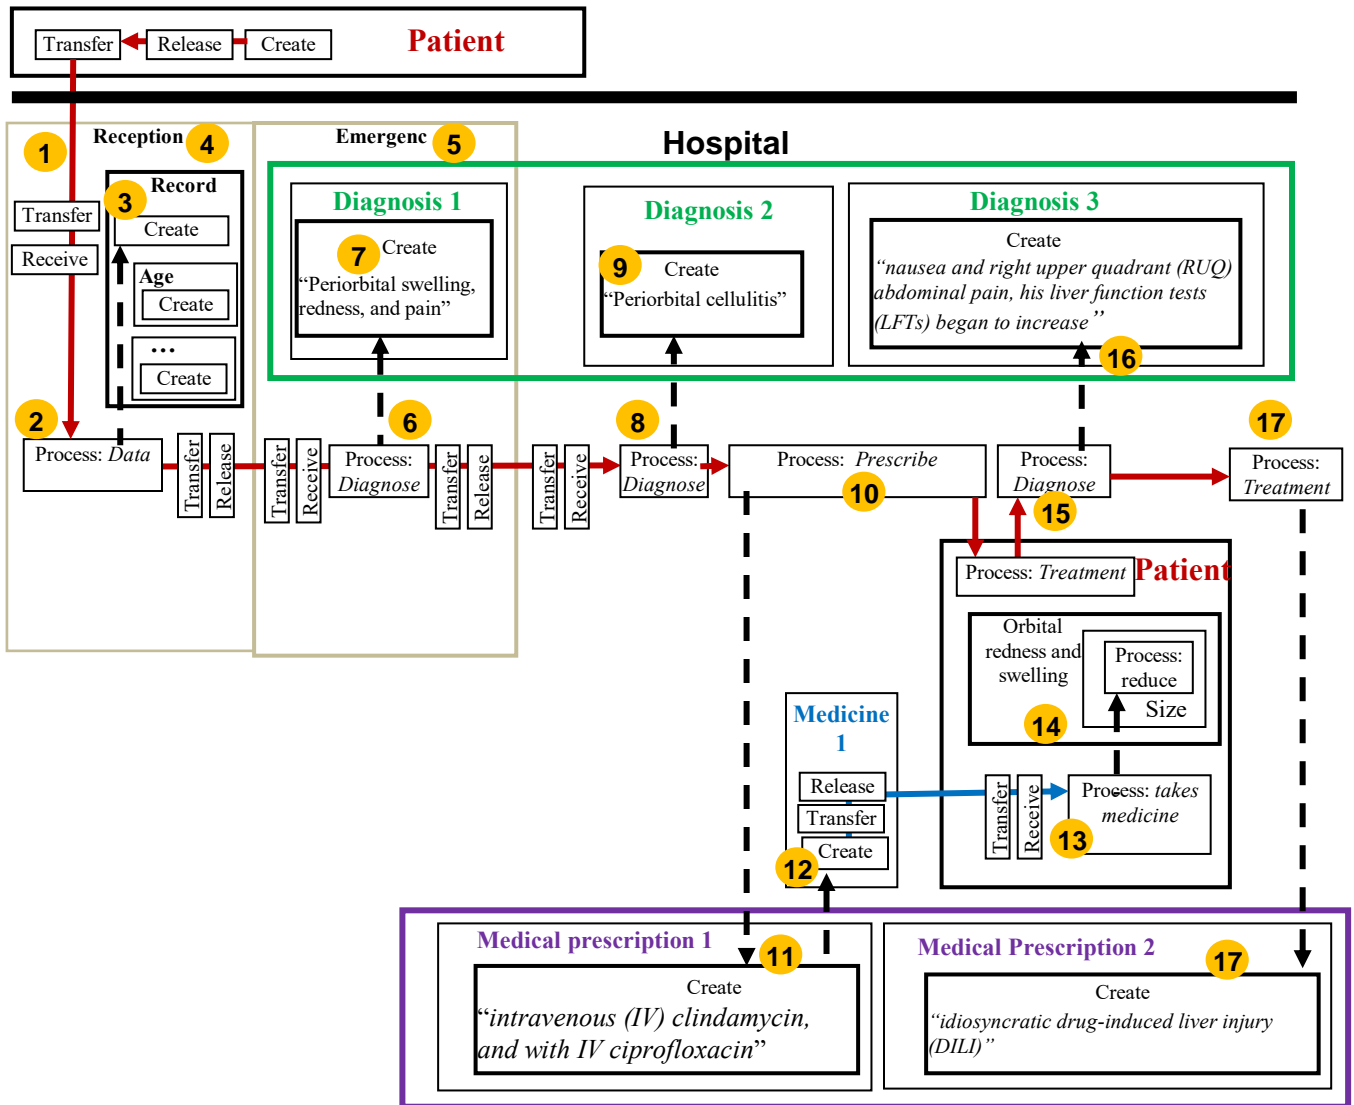 Patient
Transfer
Release
Create
Hospital
Reception
4
1
Record
3
Create
Transfer
Receive
Age
Create
...
Create
2
Process: Data
Transfer
Release
Emergenc
5
Diagnosis 1
7
Create
“Periorbital swelling,
redness, and pain”
6
Transfer
Receive
Process:
Diagnose
Transfer
Release
Diagnosis 2
9
Create
“Periorbital cellulitis”
Transfer
Receive
8
Process:
Diagnose
Diagnosis 3
Create
“nausea and right upper quadrant (RUQ)
abdominal pain, his liver function tests
(LFTs) began to increase”
16
Process: Prescribe
10
Process:
Diagnose
15
17
Process:
Treatment
Process: Treatment
Patient
Orbital
redness and
swelling
Process:
reduce
Size
14
Medicine
1
Release
Transfer
Create
12
Transfer
Receive
Process: takes
medicine
13
Medical prescription 1
11
Create
“intravenous (IV) clindamycin,
and with IV ciprofloxacin”
Medical Prescription 2
17
Create
“idiosyncratic drug-induced liver injury
(DILI)”